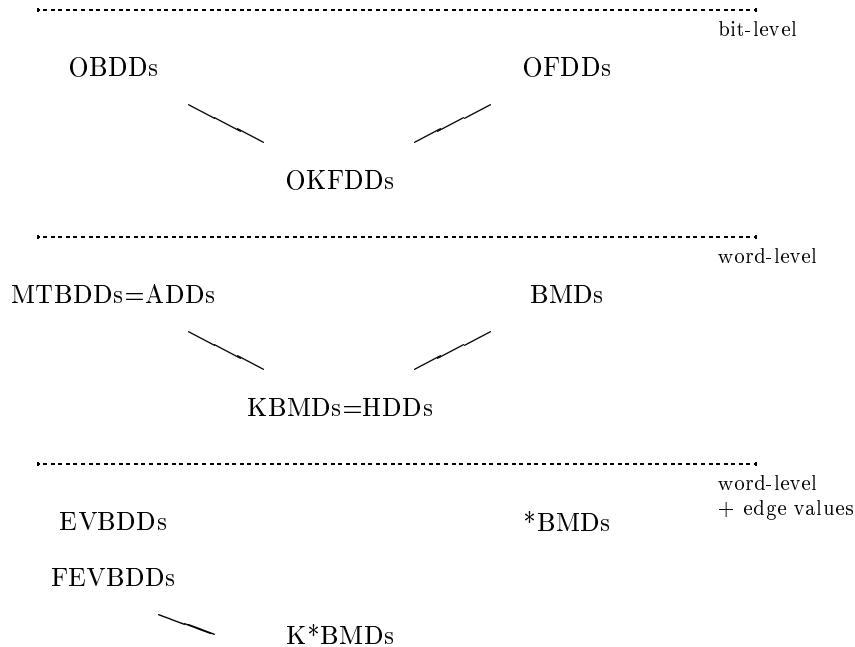 bit-level
OBDDs OFDDs
OKFDDs
word-level
MTBDDs=ADDs BMDs
KBMDs=HDDs
word-level
+ edge values
EVBDDs *BMDs
FEVBDDs
K*BMDs